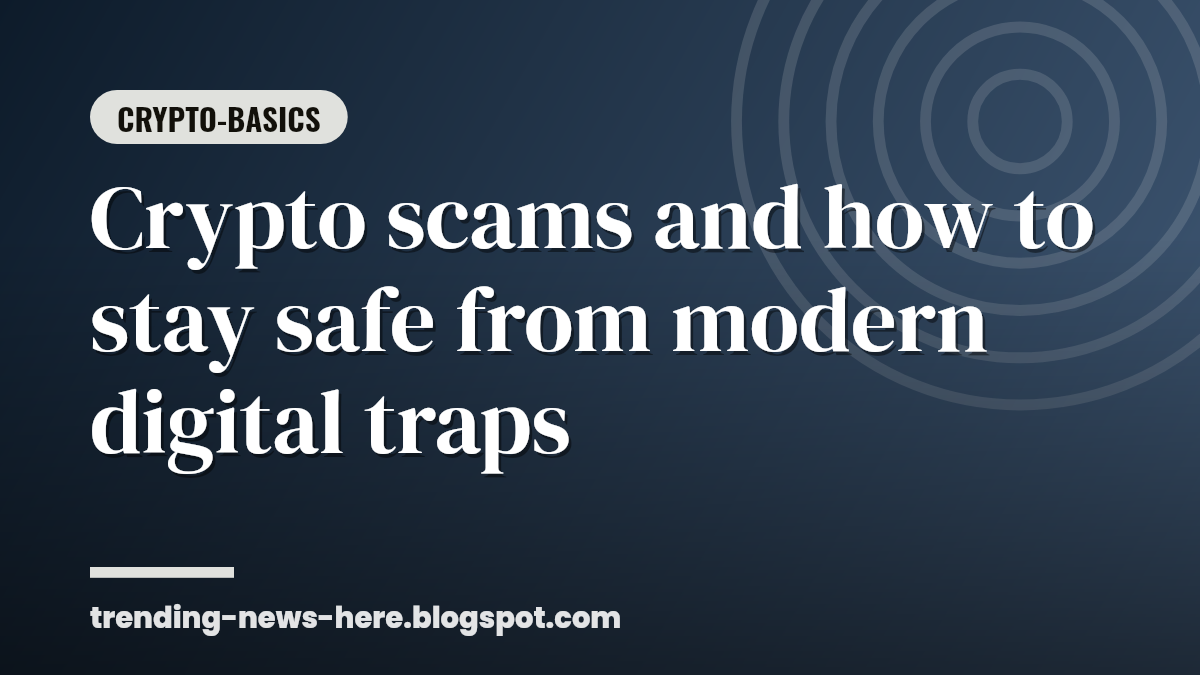 CRYPTO-BASICS
Crypto scams and how to
stay safe from modern
digital traps
trending-news-here.blogspot.com